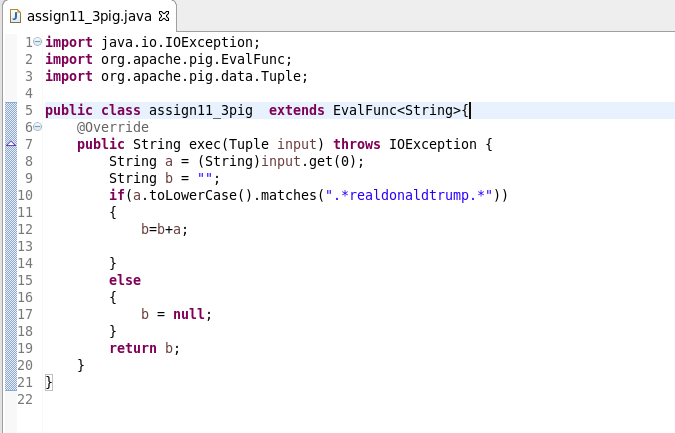 assign11_3pig.java
1 import java.io.IOException;
2 import org.apache.pig.EvalFunc;
3 import org.apache.pig.data.Tuple;
4
5 public class assign11_3pig  extends EvalFunc<String>{
6     @Override
7     public String exec(Tuple input) throws IOException {
8         String a = (String)input.get(0);
9         String b = "";
10         if(a.toLowerCase().matches(".*realdonaldtrump.*"))
11         {
12             b=b+a;
13
14         }
15         else
16         {
17             b = null;
18         }
19         return b;
20     }
21 }
22